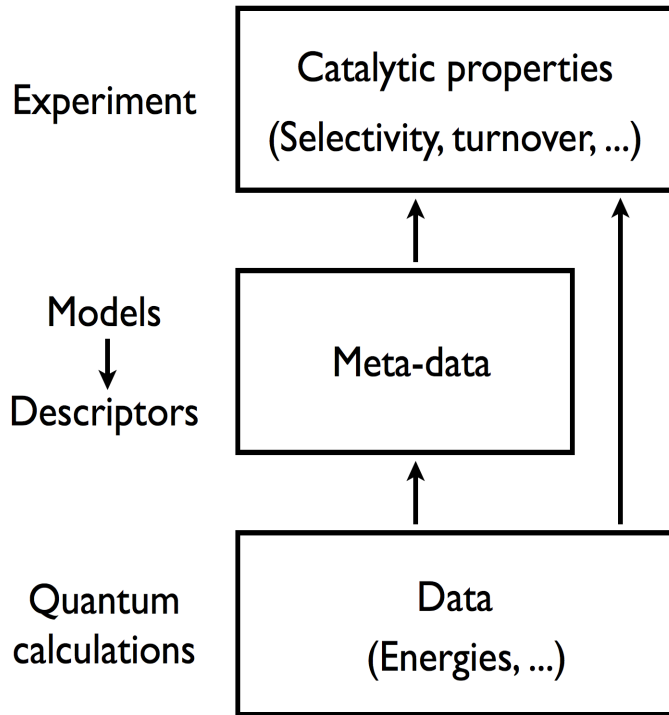 Experiment
Catalytic properties
(Selectivity, turnover, ...)
Models
Descriptors
Meta-data
Quantum
calculations
Data
(Energies, ...)